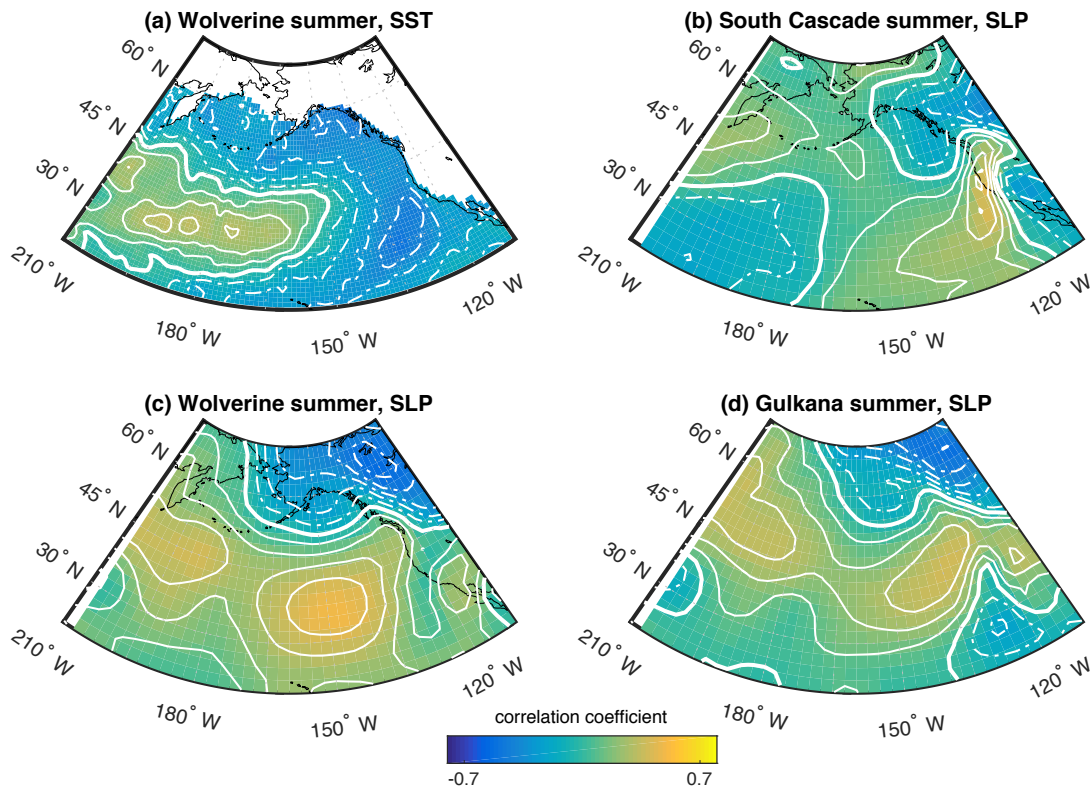 (a) Wolverine summer, SST
60° N
45° N
30° N
210° W
180° W
150° W
120° W
(b) South Cascade summer, SLP
60° N
45° N
30° N
210° W
180° W
150° W
120° W
(c) Wolverine summer, SLP
60° N
45° N
30° N
210° W
180° W
150° W
120° W
(d) Gulkana summer, SLP
60° N
45° N
30° N
210° W
180° W
150° W
120° W
correlation coefficient
-0.7 0.7